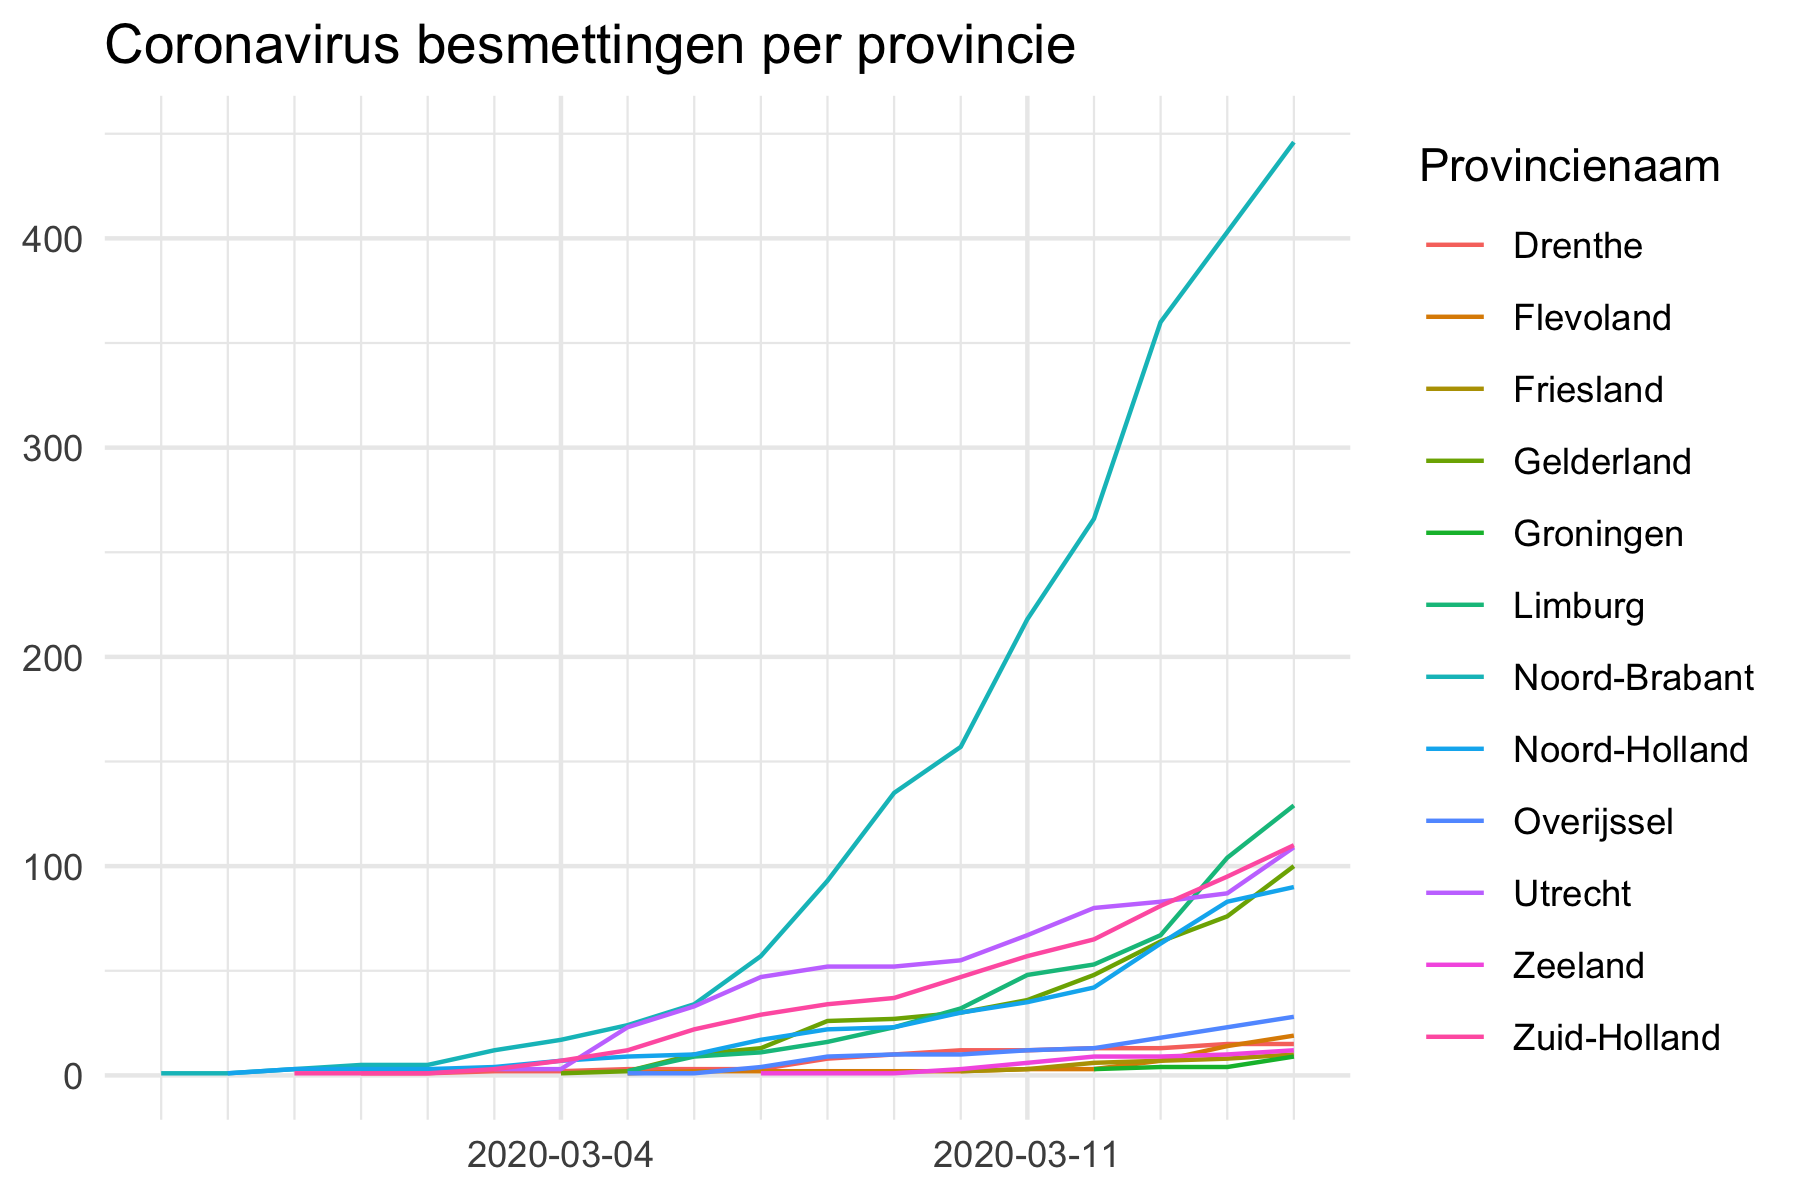 Coronavirus besmettingen per provincie
400
300
200
100
0
2020-03-04
2020-03-11
Provincienaam
Drenthe
Flevoland
Friesland
Gelderland
Groningen
Limburg
Noord-Brabant
Noord-Holland
Overijssel
Utrecht
Zeeland
Zuid-Holland